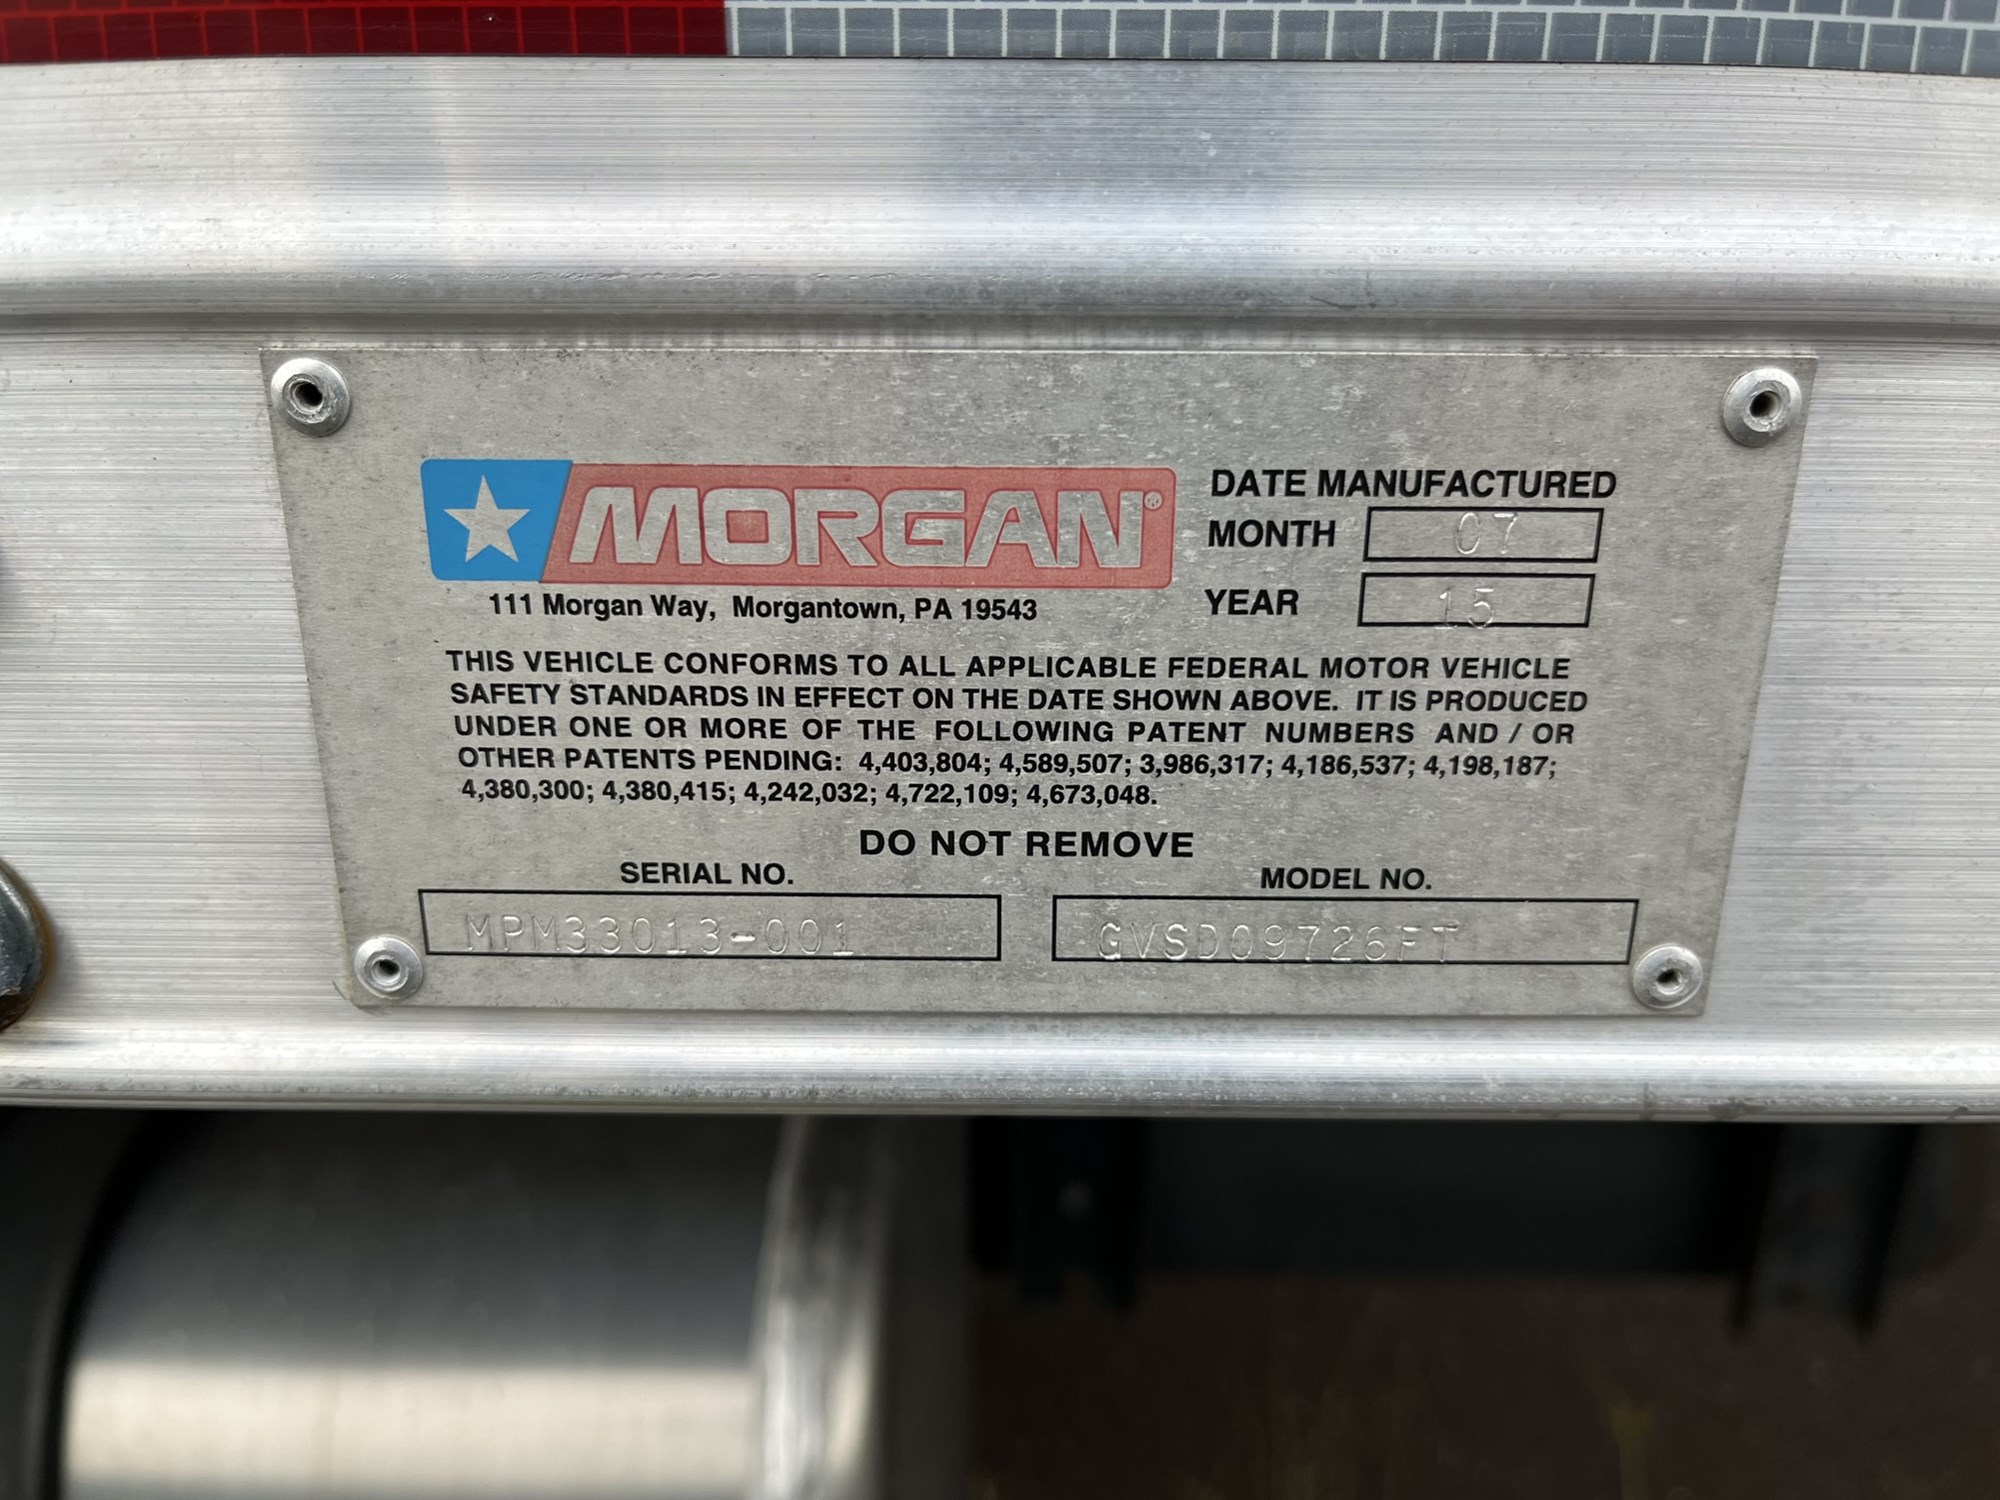 MORGAN®
111 Morgan Way, Morgantown, PA 19543
DATE MANUFACTURED
MONTH 07
YEAR 15
THIS VEHICLE CONFORMS TO ALL APPLICABLE FEDERAL MOTOR VEHICLE
SAFETY STANDARDS IN EFFECT ON THE DATE SHOWN ABOVE. IT IS PRODUCED
UNDER ONE OR MORE OF THE FOLLOWING PATENT NUMBERS AND / OR
OTHER PATENTS PENDING: 4,403,804; 4,589,507; 3,986,317; 4,186,537; 4,198,187;
4,380,300; 4,380,415; 4,242,032; 4,722,109; 4,673,048.
DO NOT REMOVE
SERIAL NO.
MPM33013-001
MODEL NO.
GVSD09726FT